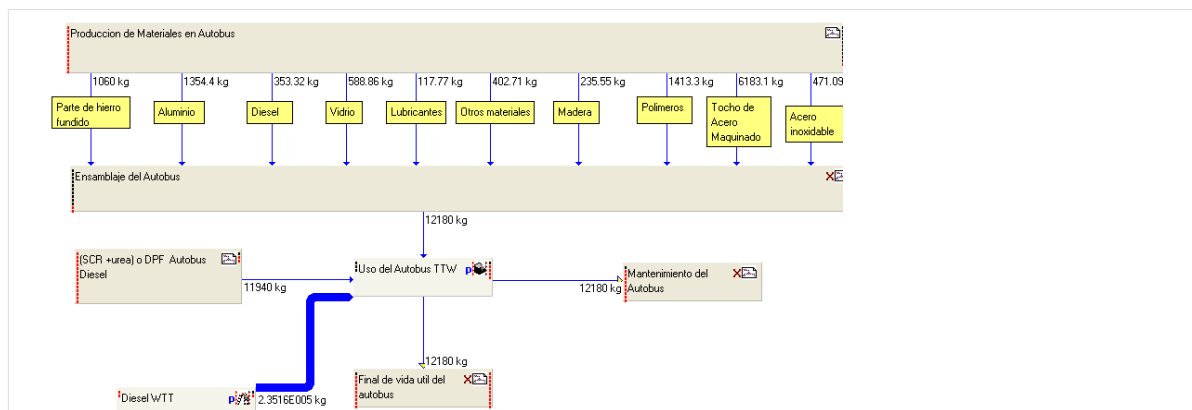 Produccion de Materiales en Autobus
1060 kg 1354.4 kg 353.32 kg 588.86 kg 117.77 kg 402.71 kg 235.55 kg 1413.3 kg 6183.1 kg 471.09
Parte de hierro
fundido
Aluminio
Diesel
Vidrio
Lubricantes
Otros materiales
Madera
Polimeros
Tocho de
Acero
Maquinado
Acero
inoxidable
Ensamblaje del Autobus
12180 kg
(SCR +urea) o DPF Autobus
Diesel
11940 kg
Uso del Autobus TTW p
12180 kg
Mantenimiento del
Autobus
12180 kg
Final de vida util del
autobus
Diesel WTT p
2.3516E005 kg